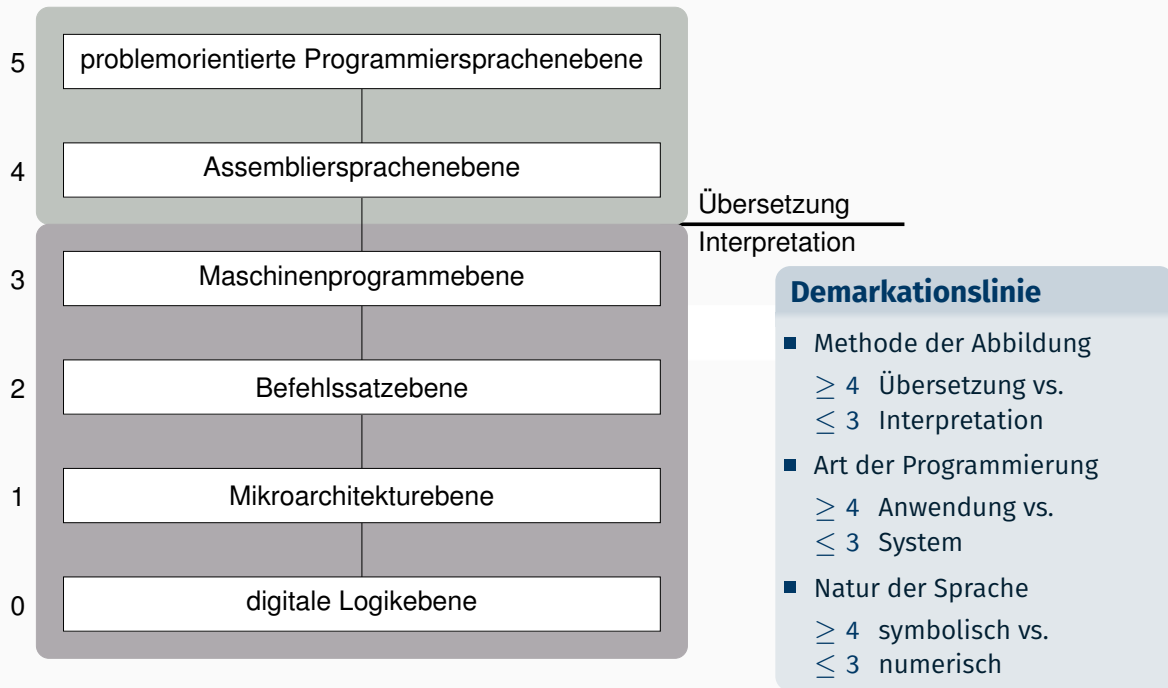 5 problemorientierte Programmiersprachenebene
4 Assembliersprachenebene
Übersetzung
Interpretation
3 Maschinenprogrammebene
2 Befehlssatzebene
1 Mikroarchitekturebene
0 digitale Logikebene
Demarkationslinie
■ Methode der Abbildung
≥ 4 Übersetzung vs.
≤ 3 Interpretation
■ Art der Programmierung
≥ 4 Anwendung vs.
≤ 3 System
■ Natur der Sprache
≥ 4 symbolisch vs.
≤ 3 numerisch